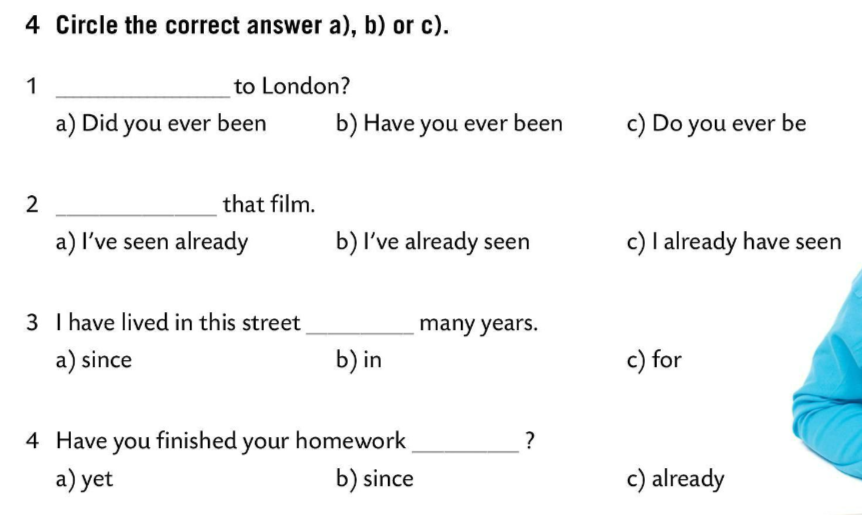 4 Circle the correct answer a), b) or c).
1 ____________ to London?
a) Did you ever been b) Have you ever been c) Do you ever be
2 ____________ that film.
a) I've seen already b) I've already seen c) I already have seen
3 I have lived in this street ________ many years.
a) since b) in c) for
4 Have you finished your homework ________ ?
a) yet b) since c) already